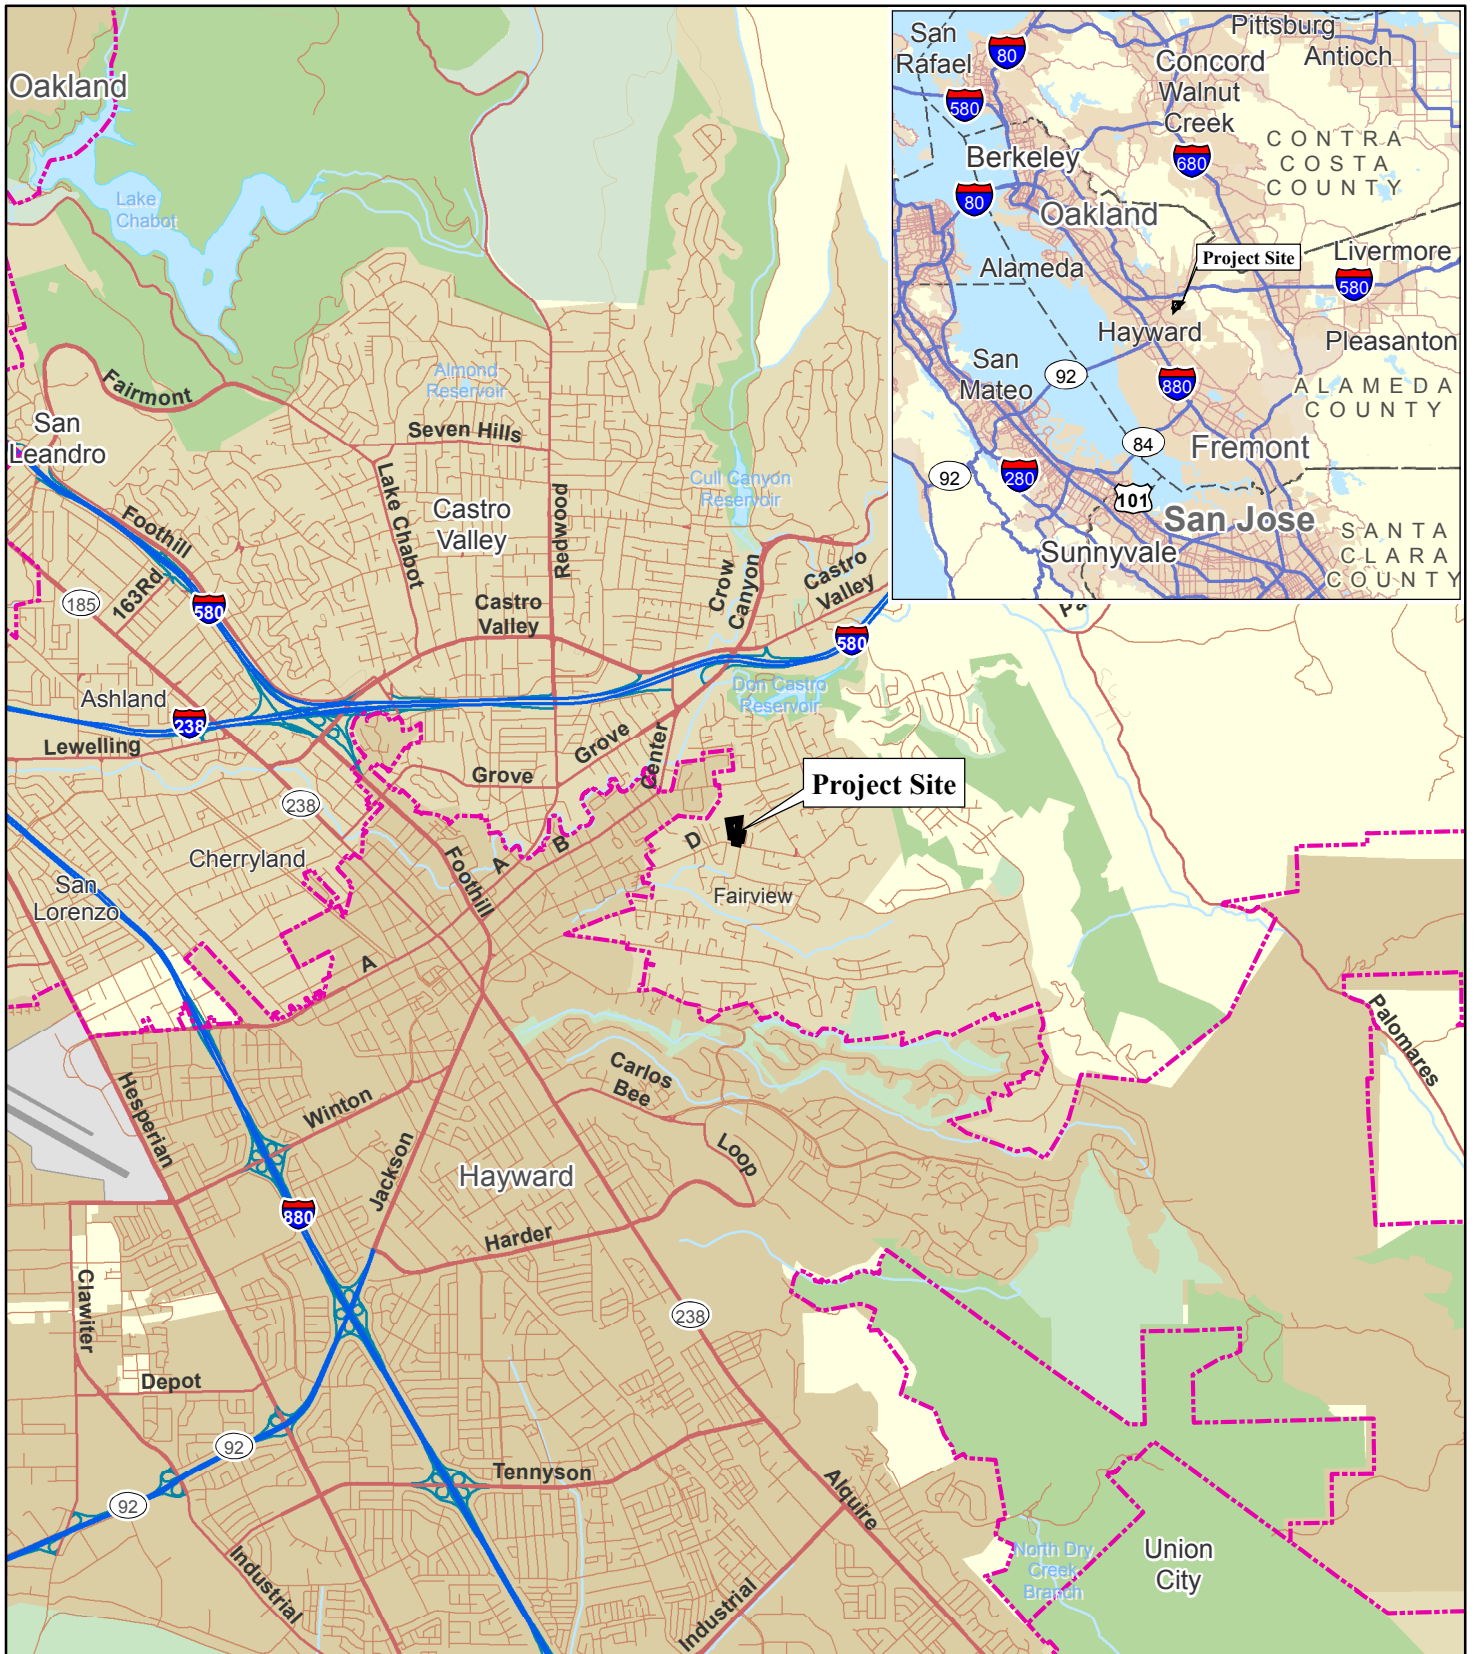 Oakland
Lake
Chabot
Fairmont
San
Leandro
Almond
Reservoir
Seven Hills
Lake Chabot
Castro
Valley
Redwood
Cull Canyon
Reservoir
Foothill
163Rd
185
580
Castro
Valley
Crow
Canyon
Castro
Valley
580
Ashland
238
Lewelling
Don Castro
Reservoir
Grove
Grove
Center
238
Project Site
Cherryland
Foothill
A
B
D
Fairview
San
Lorenzo
A
Palomares
Hesperian
Winton
Carlos
Bee
Loop
Jackson
Hayward
880
Harder
Clawiter
238
Depot
92
92
Tennyson
Alquire
Industrial
Industrial
North Dry
Creek
Branch
Union
City
San
Rafael
80
Pittsburg
Antioch
Concord
580
Walnut
Creek
CONTRA
COSTA
COUNTY
Berkeley
680
80
Oakland
Project Site
Livermore
Alameda
580
Hayward
Pleasanton
San
Mateo
92
880
ALAMEDA
COUNTY
84
Fremont
92
280
101
San Jose
Sunnyvale
SANTA
CLARA
COUNTY